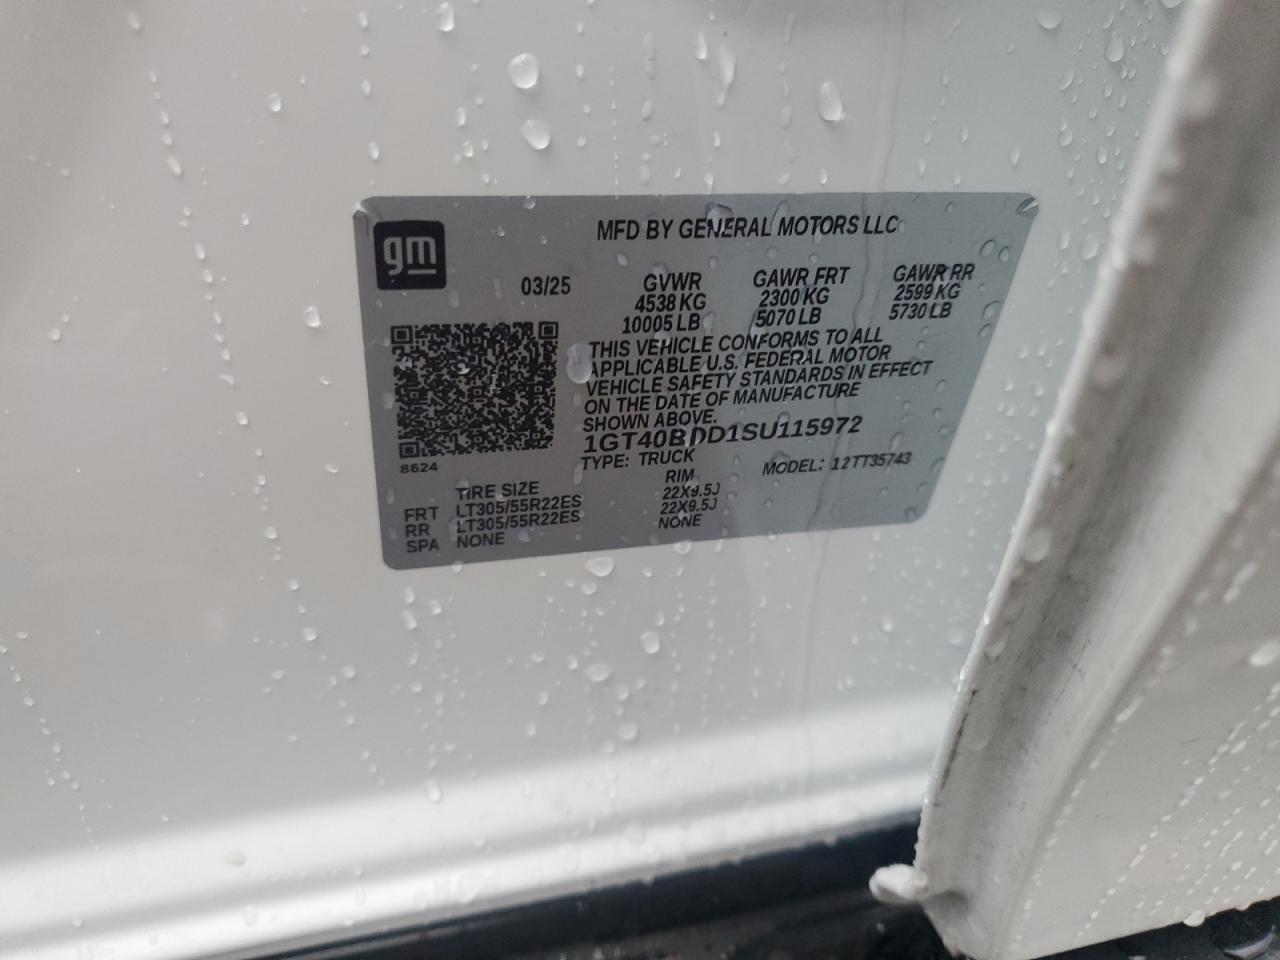 gm
MFD BY GENERAL MOTORS LLC
03/25
GVWR GAWR FRT GAWR RR
4538 KG 2300 KG 2599 KG
10005 LB 5070 LB 5730 LB
THIS VEHICLE CONFORMS TO ALL
APPLICABLE U.S. FEDERAL MOTOR
VEHICLE SAFETY STANDARDS IN EFFECT
ON THE DATE OF MANUFACTURE
SHOWN ABOVE.
1GT40BDD1SU115972
TYPE: TRUCK MODEL: 12TT35743
8624
TIRE SIZE RIM
FRT LT305/55R22ES 22X9.5J
RR LT305/55R22ES 22X9.5J
SPA NONE NONE